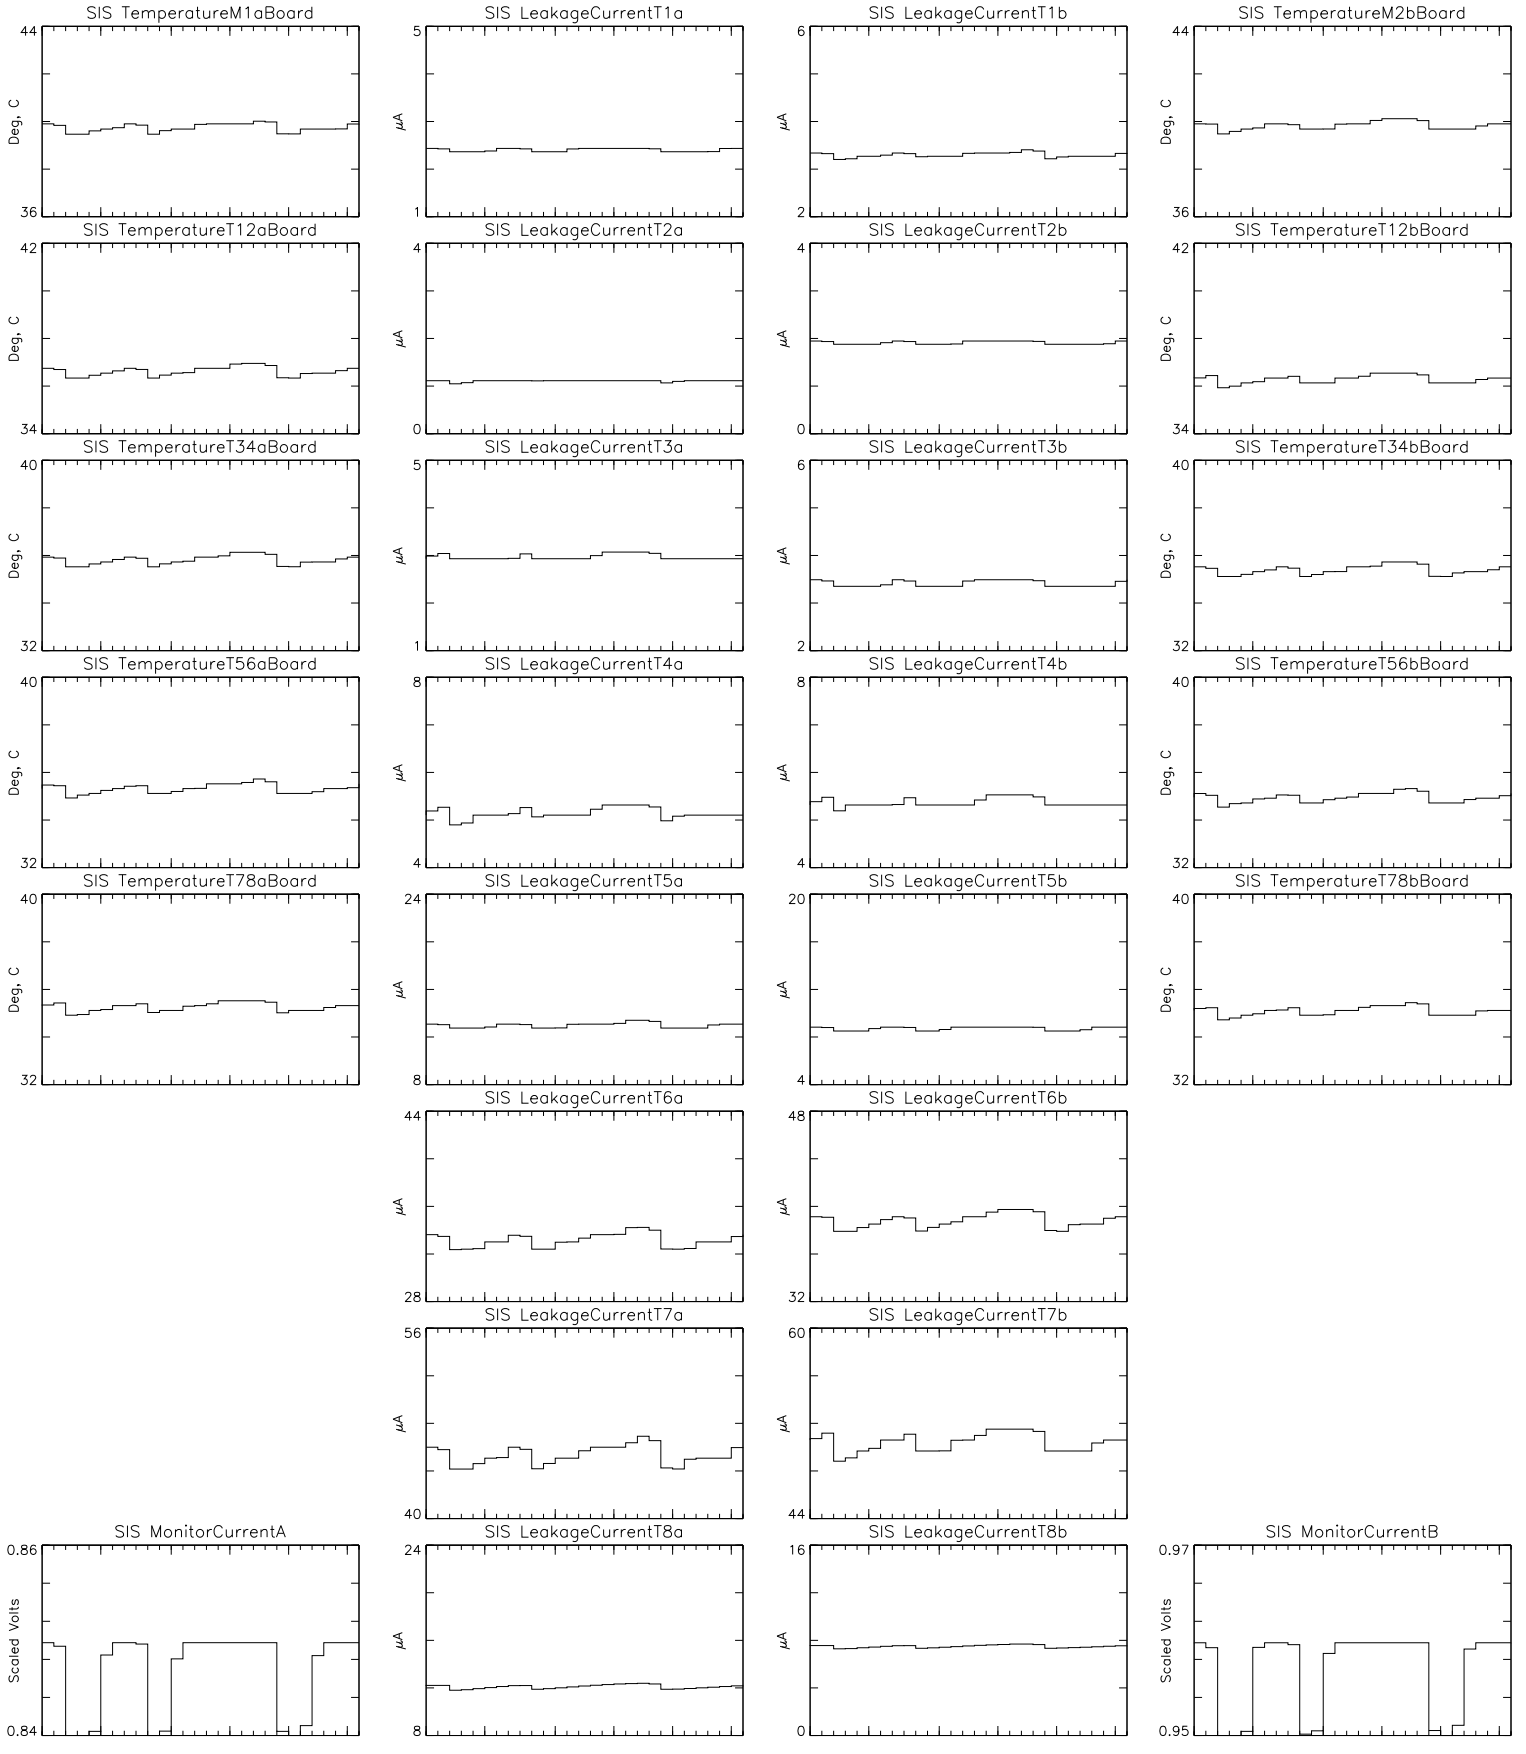 SIS TemperatureM1aBoard
44
Deg, C
36
SIS LeakageCurrentT1a
5
μA
1
SIS LeakageCurrentT1b
6
μA
2
SIS TemperatureM2bBoard
44
Deg, C
36
SIS TemperatureT12aBoard
42
Deg, C
34
SIS LeakageCurrentT2a
4
μA
0
SIS LeakageCurrentT2b
4
μA
0
SIS TemperatureT12bBoard
42
Deg, C
34
SIS TemperatureT34aBoard
40
Deg, C
32
SIS LeakageCurrentT3a
5
μA
1
SIS LeakageCurrentT3b
6
μA
2
SIS TemperatureT34bBoard
40
Deg, C
32
SIS TemperatureT56aBoard
40
Deg, C
32
SIS LeakageCurrentT4a
8
μA
4
SIS LeakageCurrentT4b
8
μA
4
SIS TemperatureT56bBoard
40
Deg, C
32
SIS TemperatureT78aBoard
40
Deg, C
32
SIS LeakageCurrentT5a
24
μA
8
SIS LeakageCurrentT5b
20
μA
4
SIS TemperatureT78bBoard
40
Deg, C
32
SIS LeakageCurrentT6a
44
μA
28
SIS LeakageCurrentT6b
48
μA
32
SIS LeakageCurrentT7a
56
μA
40
SIS LeakageCurrentT7b
60
μA
44
SIS MonitorCurrentA
0.86
Scaled Volts
0.84
SIS LeakageCurrentT8a
24
μA
8
SIS LeakageCurrentT8b
16
μA
0
SIS MonitorCurrentB
0.97
Scaled Volts
0.95